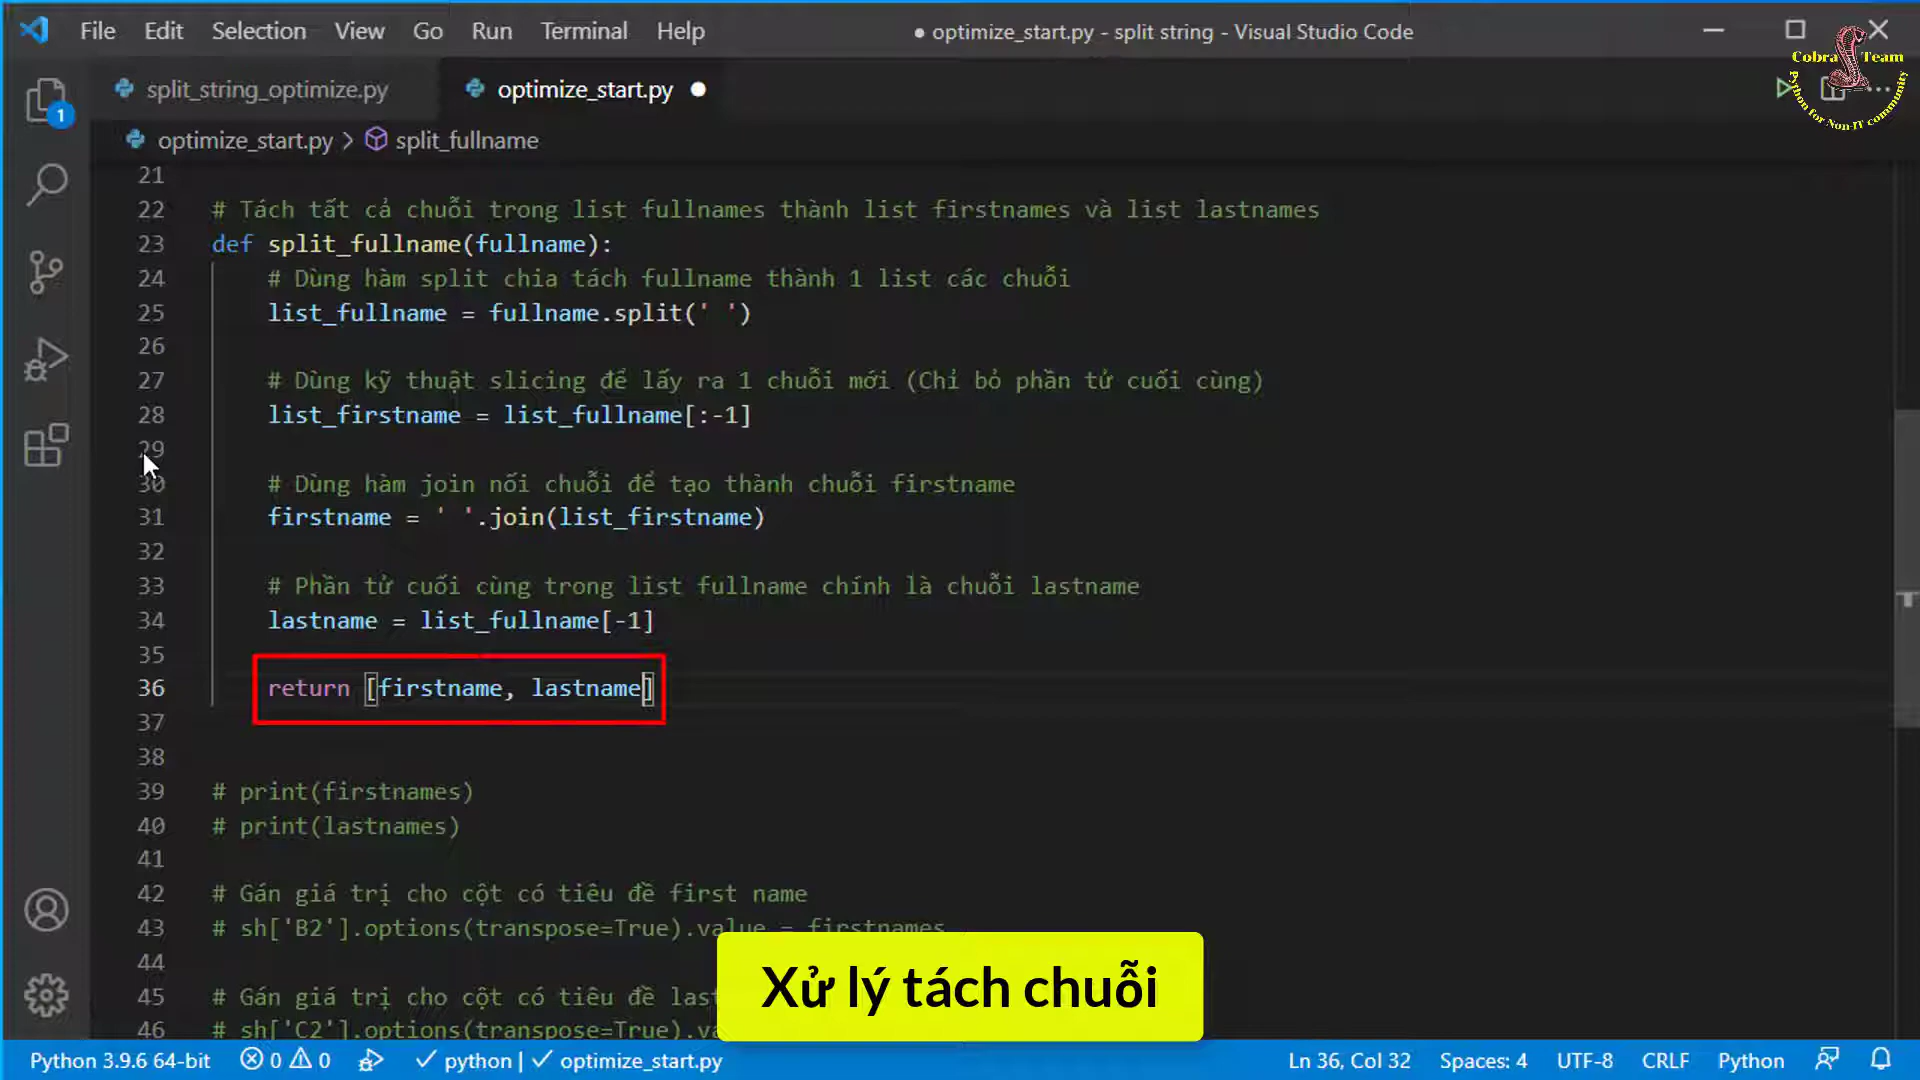 File Edit Selection View Go Run Terminal Help
● optimize_start.py - split string - Visual Studio Code
Cobra Team
Python for Non-IT community
split_string_optimize.py
optimize_start.py
1
optimize_start.py > split_fullname
21
22 # Tách tất cả chuỗi trong list fullnames thành list firstnames và list lastnames
23 def split_fullname(fullname):
24 # Dùng hàm split chia tách fullname thành 1 list các chuỗi
25 list_fullname = fullname.split(' ')
26
27 # Dùng kỹ thuật slicing để lấy ra 1 chuỗi mới (Chỉ bỏ phần tử cuối cùng)
28 list_firstname = list_fullname[:-1]
29
30 # Dùng hàm join nối chuỗi để tạo thành chuỗi firstname
31 firstname = ' '.join(list_firstname)
32
33 # Phần tử cuối cùng trong list fullname chính là chuỗi lastname
34 lastname = list_fullname[-1]
35
36 return [firstname, lastname]
37
38
39 # print(firstnames)
40 # print(lastnames)
41
42 # Gán giá trị cho cột có tiêu đề first name
43 # sh['B2'].options(transpose=True).value = firstnames
44
45 # Gán giá trị cho cột có tiêu đề las
46 # sh['C2'].options(transpose=True).va
Xử lý tách chuỗi
Python 3.9.6 64-bit 0 0 python | optimize_start.py Ln 36, Col 32 Spaces: 4 UTF-8 CRLF Python